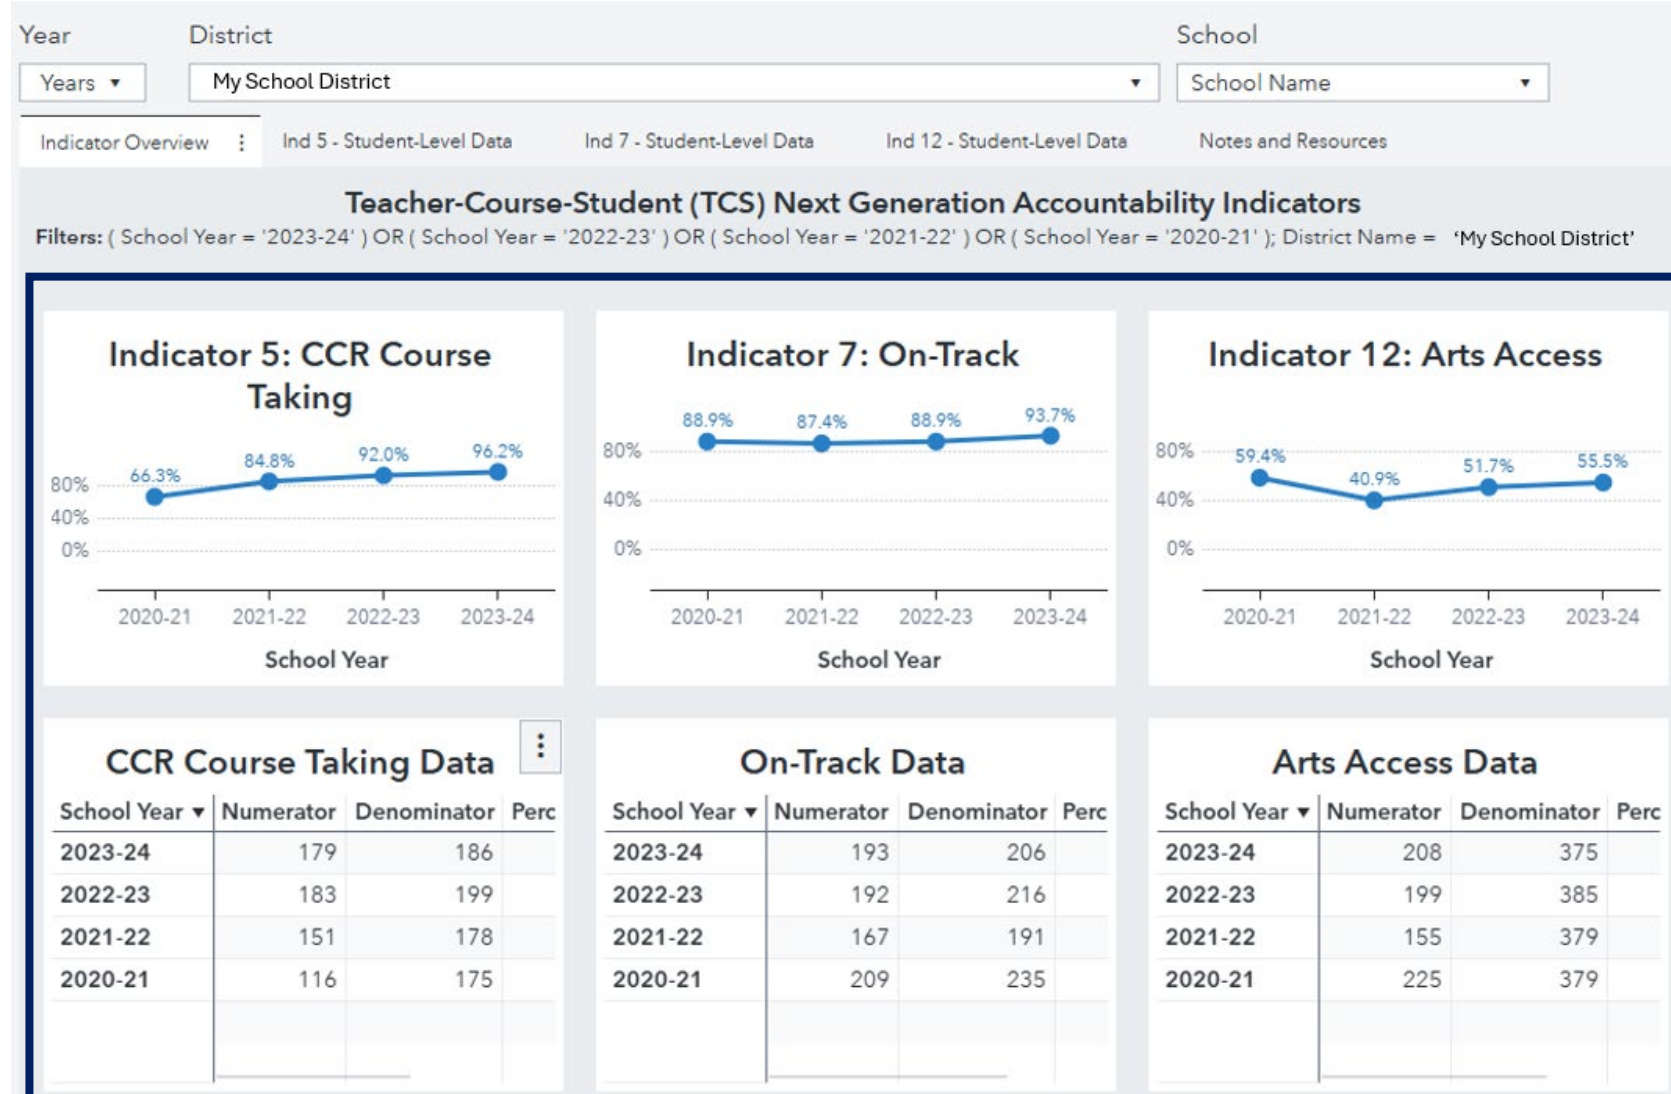 Year District School
Years ▾ My School District ▾ School Name ▾
Indicator Overview ⋮ Ind 5 - Student-Level Data Ind 7 - Student-Level Data Ind 12 - Student-Level Data Notes and Resources
Teacher-Course-Student (TCS) Next Generation Accountability Indicators
Filters: ( School Year = '2023-24' ) OR ( School Year = '2022-23' ) OR ( School Year = '2021-22' ) OR ( School Year = '2020-21' ); District Name = ‘My School District’
Indicator 5: CCR Course
Taking
66.3% 84.8% 92.0% 96.2%
80%
40%
0%
2020-21 2021-22 2022-23 2023-24
School Year
Indicator 7: On-Track
88.9% 87.4% 88.9% 93.7%
80%
40%
0%
2020-21 2021-22 2022-23 2023-24
School Year
Indicator 12: Arts Access
59.4% 40.9% 51.7% 55.5%
80%
40%
0%
2020-21 2021-22 2022-23 2023-24
School Year
CCR Course Taking Data ⋮
School Year ▾ Numerator Denominator Perc
2023-24 179 186
2022-23 183 199
2021-22 151 178
2020-21 116 175
On-Track Data
School Year ▾ Numerator Denominator Perc
2023-24 193 206
2022-23 192 216
2021-22 167 191
2020-21 209 235
Arts Access Data
School Year ▾ Numerator Denominator Perc
2023-24 208 375
2022-23 199 385
2021-22 155 379
2020-21 225 379